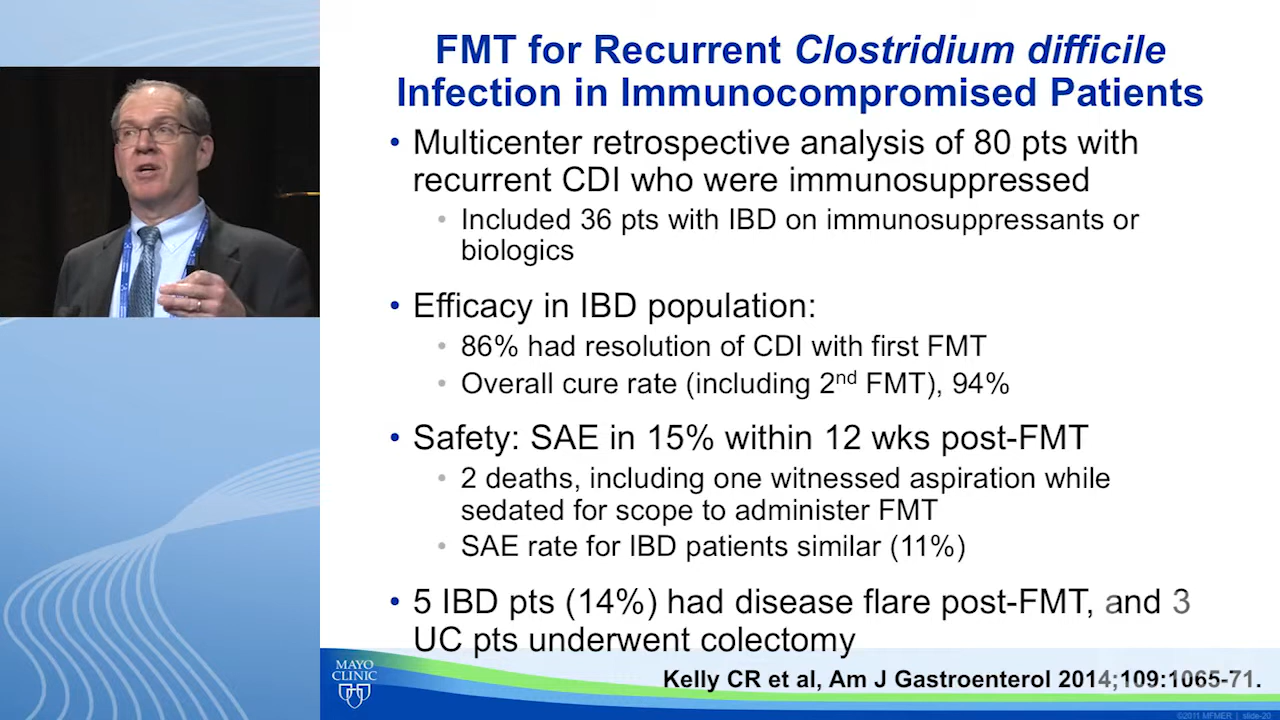 FMT for Recurrent Clostridium difficile
Infection in Immunocompromised Patients
• Multicenter retrospective analysis of 80 pts with
recurrent CDI who were immunosuppressed
• Included 36 pts with IBD on immunosuppressants or
biologics
• Efficacy in IBD population:
• 86% had resolution of CDI with first FMT
• Overall cure rate (including 2nd FMT), 94%
• Safety: SAE in 15% within 12 wks post-FMT
• 2 deaths, including one witnessed aspiration while
sedated for scope to administer FMT
• SAE rate for IBD patients similar (11%)
• 5 IBD pts (14%) had disease flare post-FMT, and 3
UC pts underwent colectomy
MAYO
CLINIC
Kelly CR et al, Am J Gastroenterol 2014;109:1065-71.
©2011 MFMER | slide-20